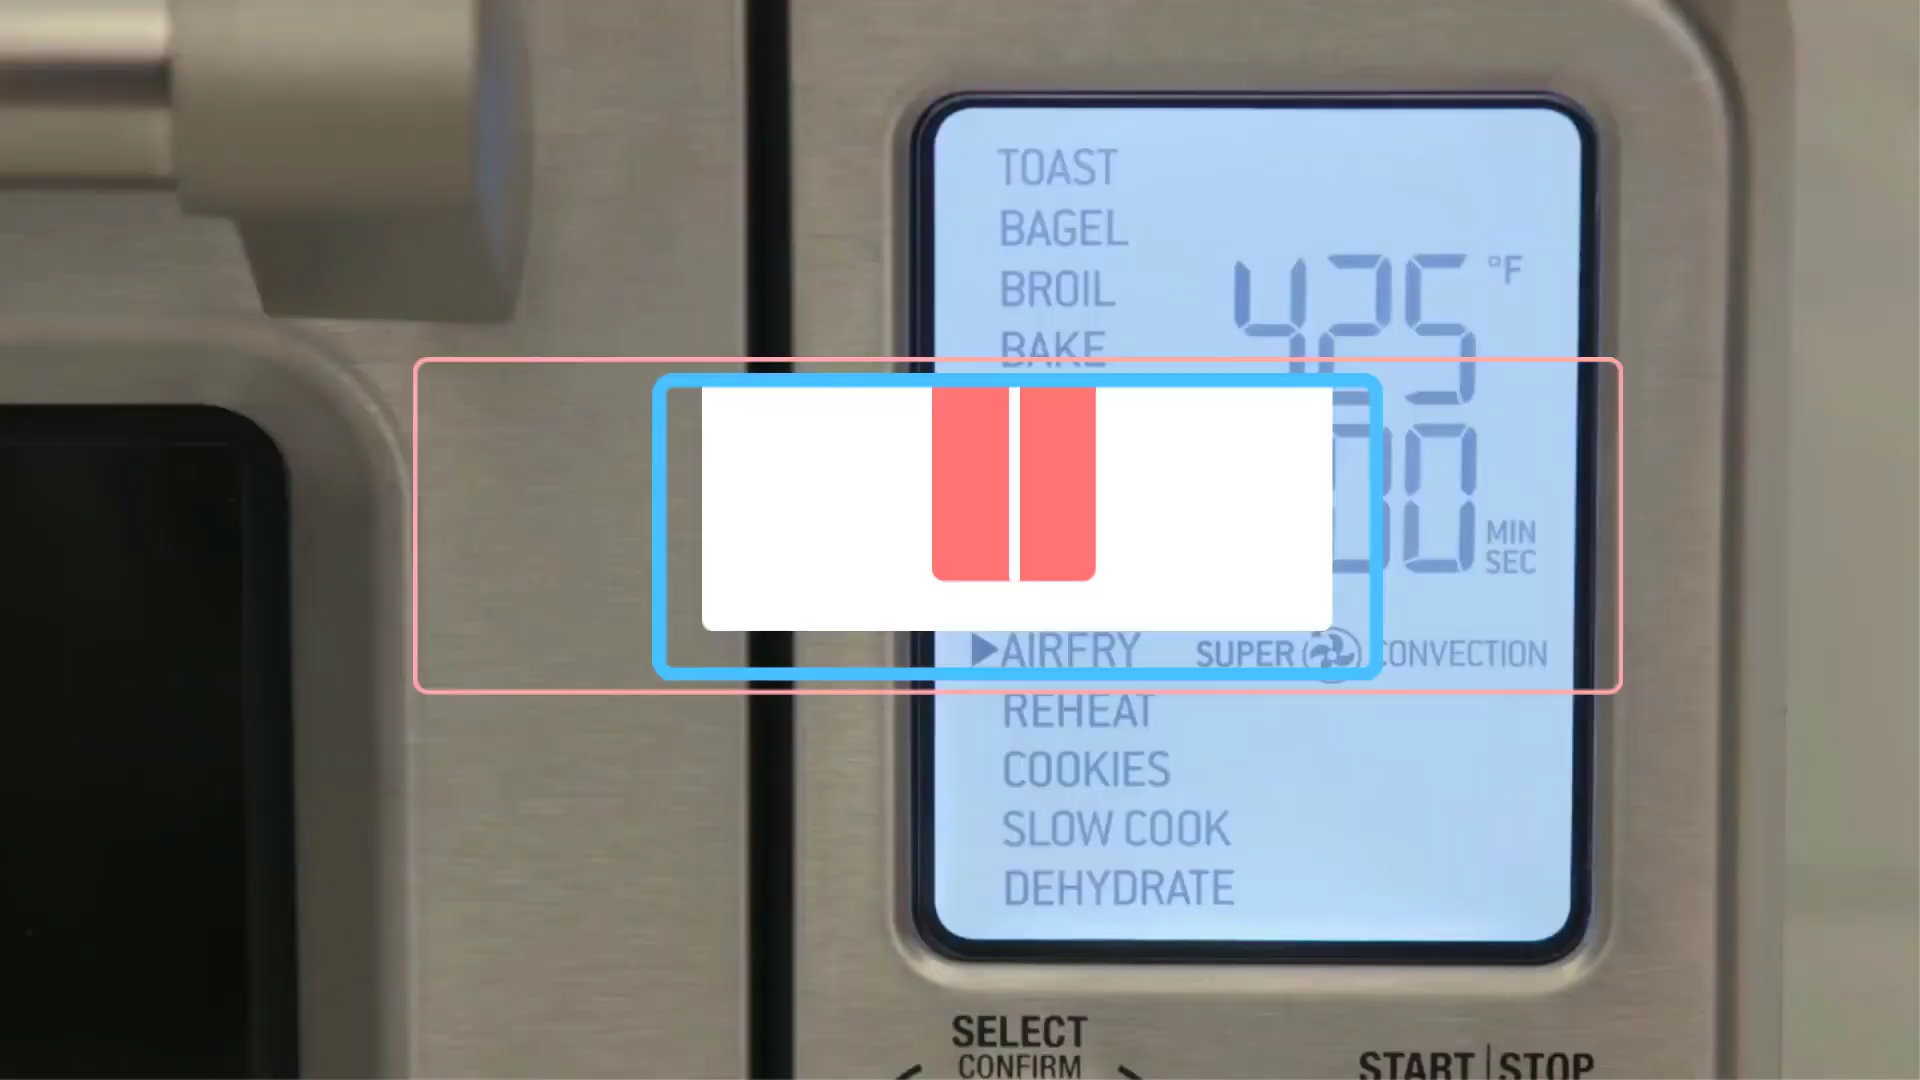 TOAST
BAGEL
BROIL
BAKE
425 °F
MIN
SEC
AIRFRY SUPER CONVECTION
REHEAT
COOKIES
SLOW COOK
DEHYDRATE
SELECT
CONFIRM
START|STOP